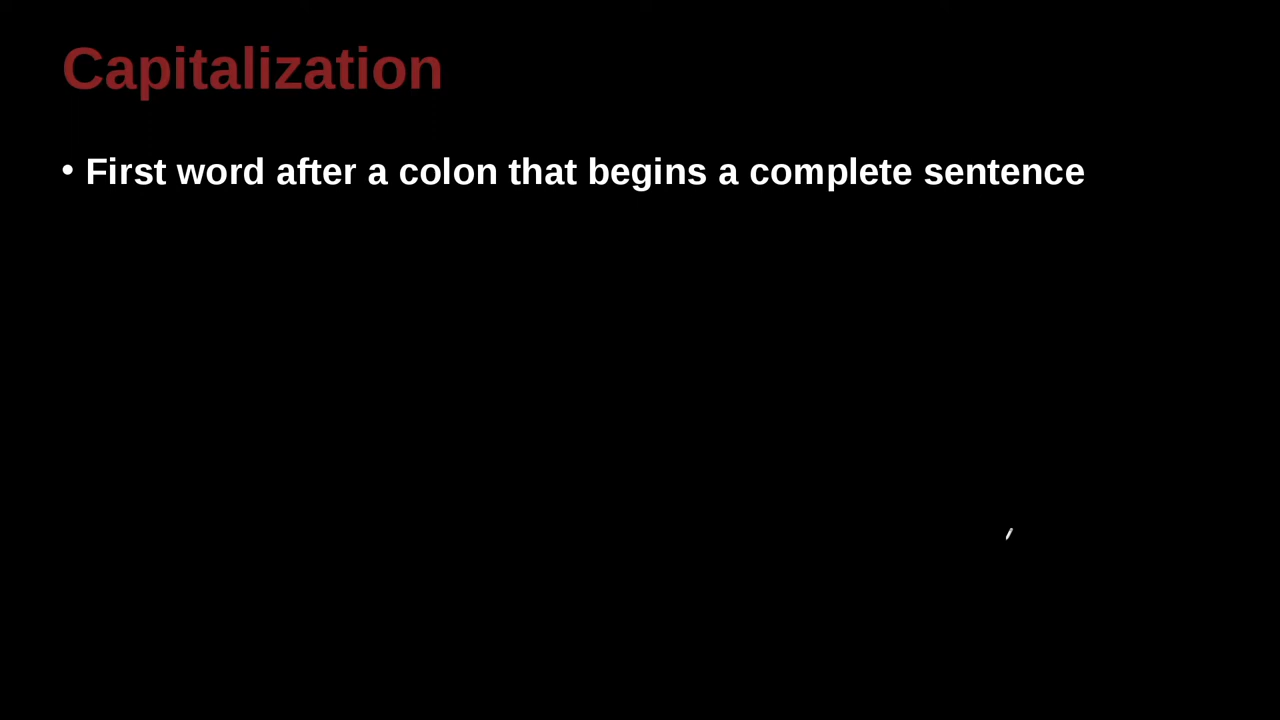 Capitalization
• First word after a colon that begins a complete sentence